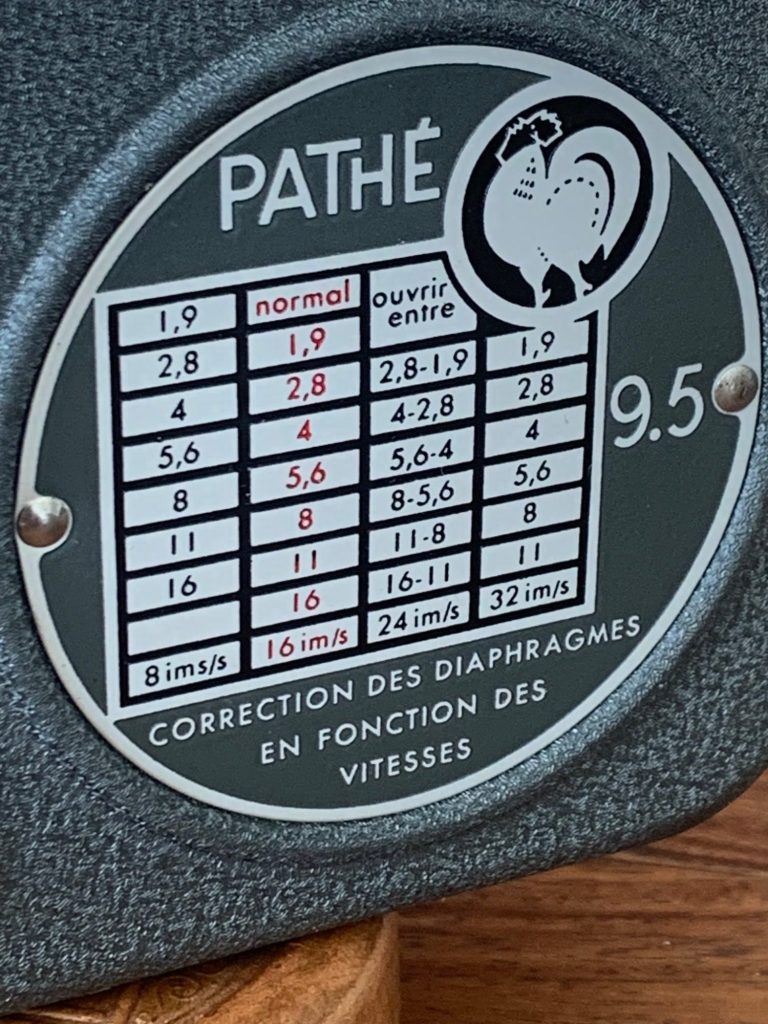 PATHÉ
1,9 normal ouvrir
2,8 1,9 entre
4 2,8 2,8-1,9 1,9
5,6 4 4-2,8 2,8
8 5,6 5,6-4 4
11 8 8-5,6 5,6
16 11 11-8 8
16 16-11 11
8 ims/s 16 im/s 24 im/s 32 im/s
9.5
CORRECTION DES DIAPHRAGMES
EN FONCTION DES
VITESSES